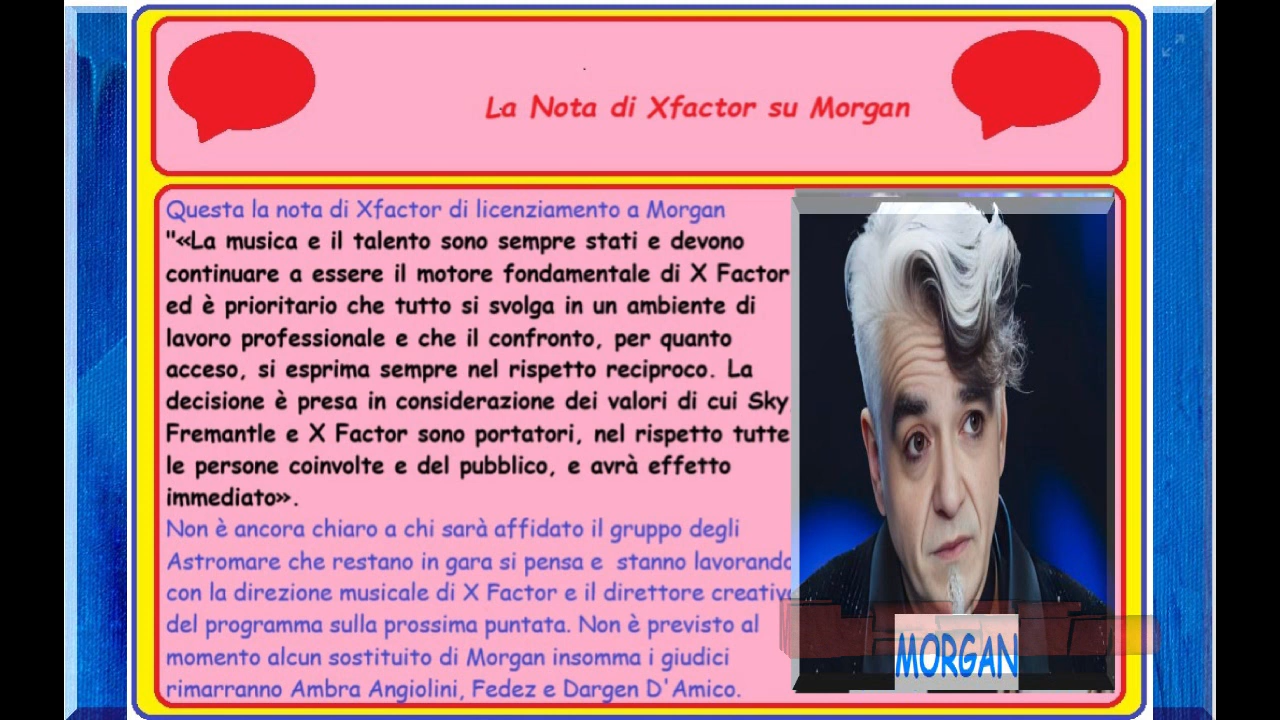 La Nota di Xfactor su Morgan
Questa la nota di Xfactor di licenziamento a Morgan
"«La musica e il talento sono sempre stati e devono
continuare a essere il motore fondamentale di X Factor
ed è prioritario che tutto si svolga in un ambiente di
lavoro professionale e che il confronto, per quanto
acceso, si esprima sempre nel rispetto reciproco. La
decisione è presa in considerazione dei valori di cui Sky,
Fremantle e X Factor sono portatori, nel rispetto tutte
le persone coinvolte e del pubblico, e avrà effetto
immediato».
Non è ancora chiaro a chi sarà affidato il gruppo degli
Astromare che restano in gara si pensa e stanno lavorando
con la direzione musicale di X Factor e il direttore creativo
del programma sulla prossima puntata. Non è previsto al
momento alcun sostituito di Morgan insomma i giudici
rimarranno Ambra Angiolini, Fedez e Dargen D'Amico.
MORGAN